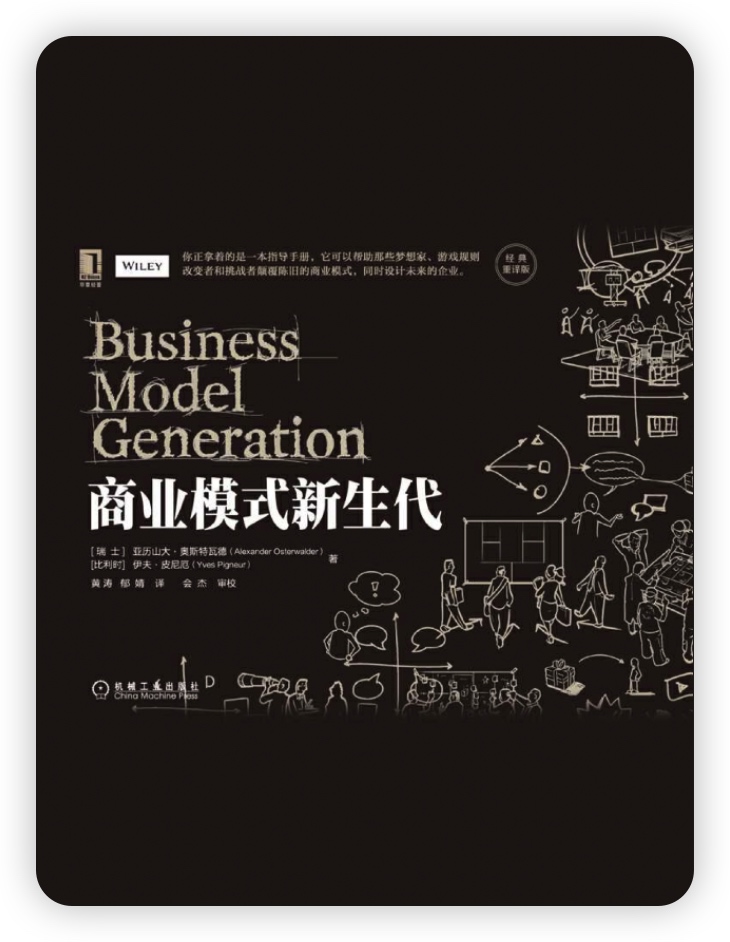 你正拿着的是一本指导手册，它可以帮助那些梦想家、游戏规则
改变者和挑战者颠覆陈旧的商业模式，同时设计未来的企业。
经典
重译版
WILEY
华章经管
Business
Model
Generation
商业模式新生代
[瑞 士] 亚历山大·奥斯特瓦德（Alexander Osterwalder）
[比利时] 伊夫·皮尼厄（Yves Pigneur）
著
黄涛 郁婧 译 会杰 审校
D
机械工业出版社
China Machine Press